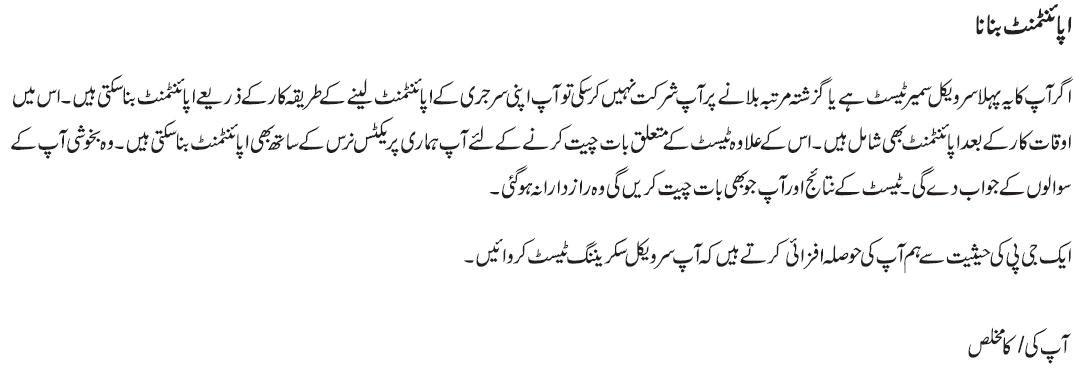 اپائنٹمنٹ بنانا
اگر آپ کا یہ پہلا سرویکل سمیر ٹیسٹ ہے یا گزشتہ مرتبہ بلانے پر آپ شرکت نہیں کر سکی تو آپ اپنی سرجری کے اپائنٹمنٹ لینے کے طریقہ کار کے ذریعے اپائنٹمنٹ بنا سکتی ہیں۔ اس میں
اوقات کار کے بعد اپائنٹمنٹ بھی شامل ہیں۔ اس کے علاوہ ٹیسٹ کے متعلق بات چیت کرنے کے لئے آپ ہماری پریکٹس نرس کے ساتھ بھی اپائنٹمنٹ بنا سکتی ہیں۔ وہ بخوشی آپ کے
سوالوں کے جواب دے گی۔ ٹیسٹ کے نتائج اور آپ جو بھی بات چیت کریں گی وہ رازدارانہ ہو گئی۔
ایک جی پی کی حیثیت سے ہم آپ کی حوصلہ افزائی کرتے ہیں کہ آپ سرویکل سکریننگ ٹیسٹ کروائیں۔
آپ کی / کا مخلص